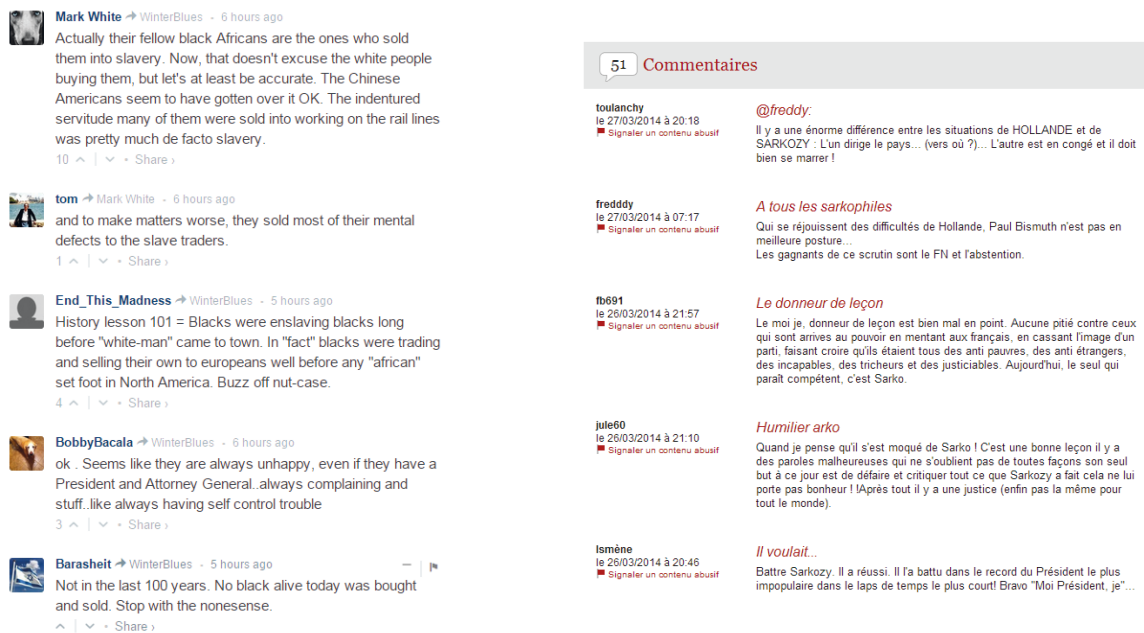 Mark White WinterBlues · 6 hours ago
Actually their fellow black Africans are the ones who sold
them into slavery. Now, that doesn't excuse the white people
buying them, but let's at least be accurate. The Chinese
Americans seem to have gotten over it OK. The indentured
servitude many of them were sold into working on the rail lines
was pretty much de facto slavery.
10 • Share ›
tom Mark White · 6 hours ago
and to make matters worse, they sold most of their mental
defects to the slave traders.
1 • Share ›
End_This_Madness WinterBlues · 5 hours ago
History lesson 101 = Blacks were enslaving blacks long
before "white-man" came to town. In "fact" blacks were trading
and selling their own to europeans well before any "african"
set foot in North America. Buzz off nut-case.
4 • Share ›
BobbyBacala WinterBlues · 6 hours ago
ok . Seems like they are always unhappy, even if they have a
President and Attorney General..always complaining and
stuff..like always having self control trouble
3 • Share ›
Barasheit WinterBlues · 5 hours ago
Not in the last 100 years. No black alive today was bought
and sold. Stop with the nonesense.
• Share ›
51 Commentaires
toulanchy
le 27/03/2014 à 20:18
Signaler un contenu abusif
@freddy:
Il y a une énorme différence entre les situations de HOLLANDE et de
SARKOZY : L'un dirige le pays... (vers où ?)... L'autre est en congé et il doit
bien se marrer !
fredddy
le 27/03/2014 à 07:17
Signaler un contenu abusif
A tous les sarkophiles
Qui se réjouissent des difficultés de Hollande, Paul Bismuth n'est pas en
meilleure posture...
Les gagnants de ce scrutin sont le FN et l'abstention.
fb691
le 26/03/2014 à 21:57
Signaler un contenu abusif
Le donneur de leçon
Le moi je, donneur de leçon est bien mal en point. Aucune pitié contre ceux
qui sont arrives au pouvoir en mentant aux français, en cassant l'image d'un
parti, faisant croire qu'ils étaient tous des anti pauvres, des anti étrangers,
des incapables, des tricheurs et des justiciables. Aujourd'hui, le seul qui
paraît compétent, c'est Sarko.
jule60
le 26/03/2014 à 21:10
Signaler un contenu abusif
Humilier arko
Quand je pense qu'il s'est moqué de Sarko ! C'est une bonne leçon il y a
des paroles malheureuses qui ne s'oublient pas de toutes façons son seul
but à ce jour est de défaire et critiquer tout ce que Sarkozy a fait cela ne lui
porte pas bonheur ! !Après tout il y a une justice (enfin pas la même pour
tout le monde).
Ismène
le 26/03/2014 à 20:46
Signaler un contenu abusif
Il voulait...
Battre Sarkozy. Il a réussi. Il l'a battu dans le record du Président le plus
impopulaire dans le laps de temps le plus court! Bravo "Moi Président, je"...